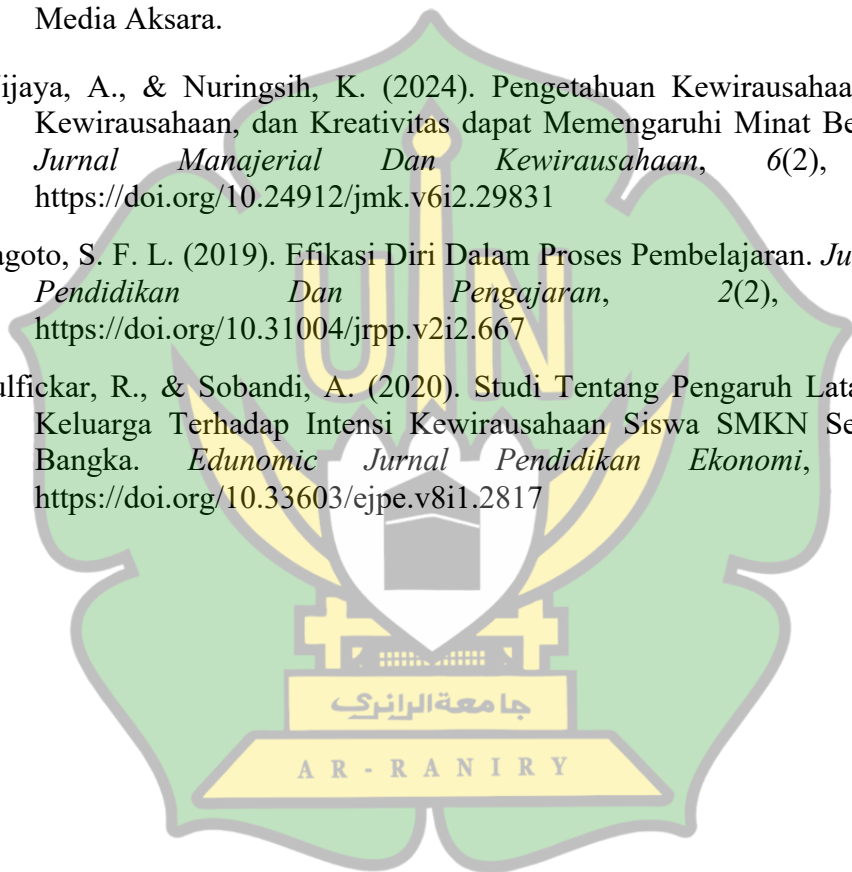 Media Aksara.
ijaya, A., & Nuringsih, K. (2024). Pengetahuan Kewirausahaa
Kewirausahaan, dan Kreativitas dapat Memengaruhi Minat Be
Jurnal Manajerial Dan Kewirausahaan, 6(2),
https://doi.org/10.24912/jmk.v6i2.29831
agoto, S. F. L. (2019). Efikasi Diri Dalam Proses Pembelajaran. Ju
Pendidikan Dan Pengajaran, 2(2),
https://doi.org/10.31004/jrpp.v2i2.667
ulfickar, R., & Sobandi, A. (2020). Studi Tentang Pengaruh Lata
Keluarga Terhadap Intensi Kewirausahaan Siswa SMKN Se
Bangka. Edunomic Jurnal Pendidikan Ekonomi,
https://doi.org/10.33603/ejpe.v8i1.2817
UIN
جامعة الرانري
AR-RANIRY